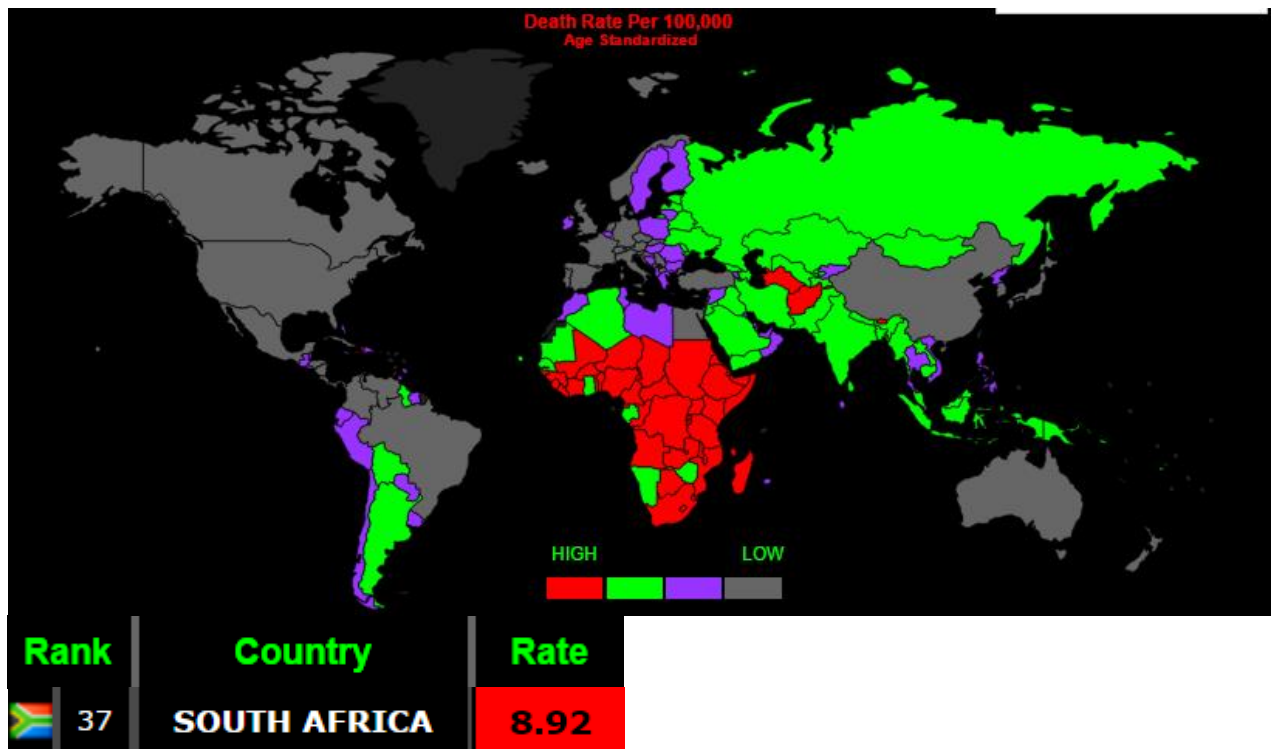 Death Rate Per 100,000
Age Standardized
HIGH LOW
Rank Country Rate
37 SOUTH AFRICA 8.92